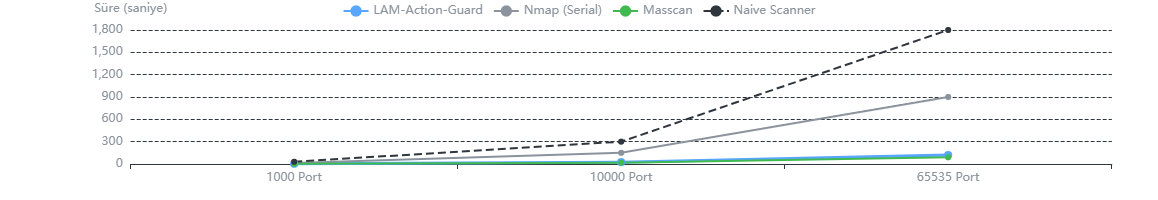 Süre (saniye)
LAM-Action-Guard Nmap (Serial) Masscan Naive Scanner
1,800
1,500
1,200
900
600
300
0
1000 Port 10000 Port 65535 Port